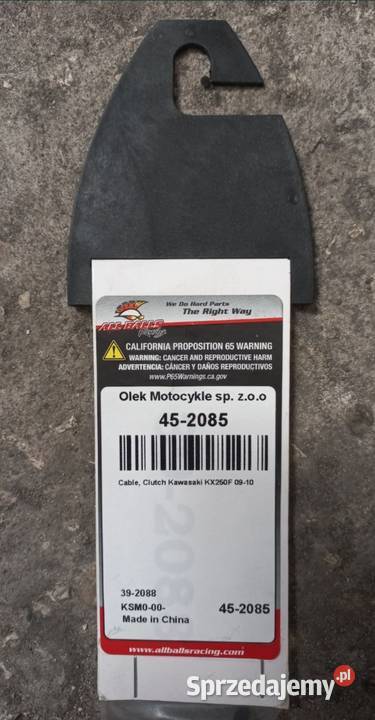 We Do Hard Parts
The Right Way
ALL BALLS
Racing
CALIFORNIA PROPOSITION 65 WARNING
WARNING: CANCER AND REPRODUCTIVE HARM
ADVERTENCIA: CÁNCER Y DAÑOS REPRODUCTIVOS
www.P65Warnings.ca.gov
Olek Motocykle sp. z.o.o
45-2085
Cable, Clutch Kawasaki KX250F 09-10
39-2088
KSM0-00- 45-2085
Made in China
www.allballsracing.com
Sprzedajemy.pl